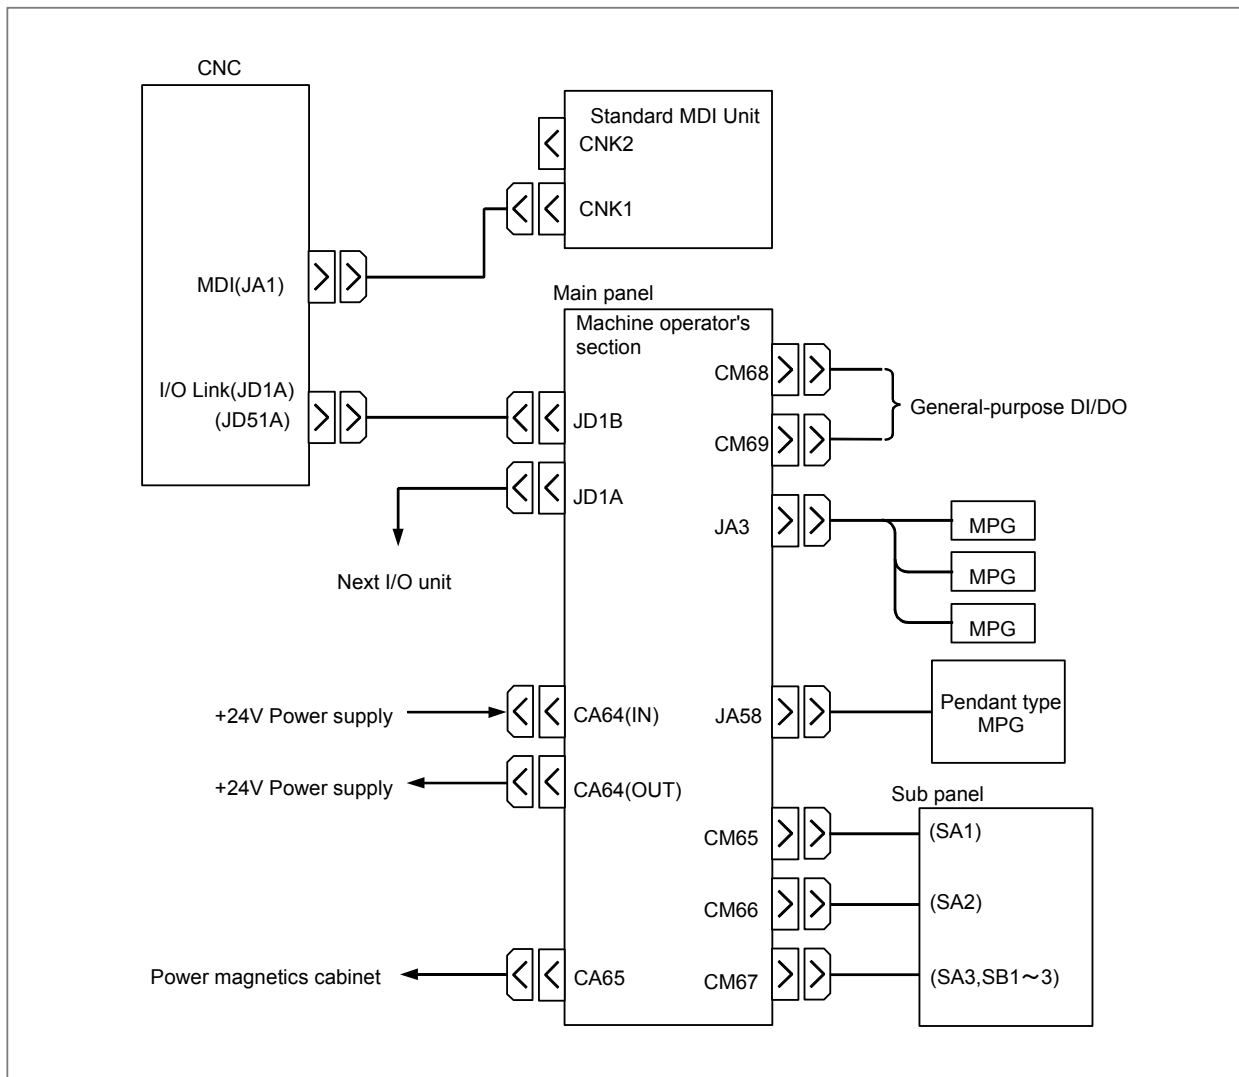 CNC
Standard MDI Unit
CNK2
CNK1
MDI(JA1)
Main panel
Machine operator's
section
CM68
I/O Link(JD1A)
(JD51A)
JD1B
General-purpose DI/DO
CM69
JD1A
JA3
MPG
MPG
MPG
Next I/O unit
+24V Power supply
CA64(IN)
JA58
Pendant type
MPG
+24V Power supply
CA64(OUT)
Sub panel
CM65
(SA1)
CM66
(SA2)
Power magnetics cabinet
CA65
CM67
(SA3,SB1～3)